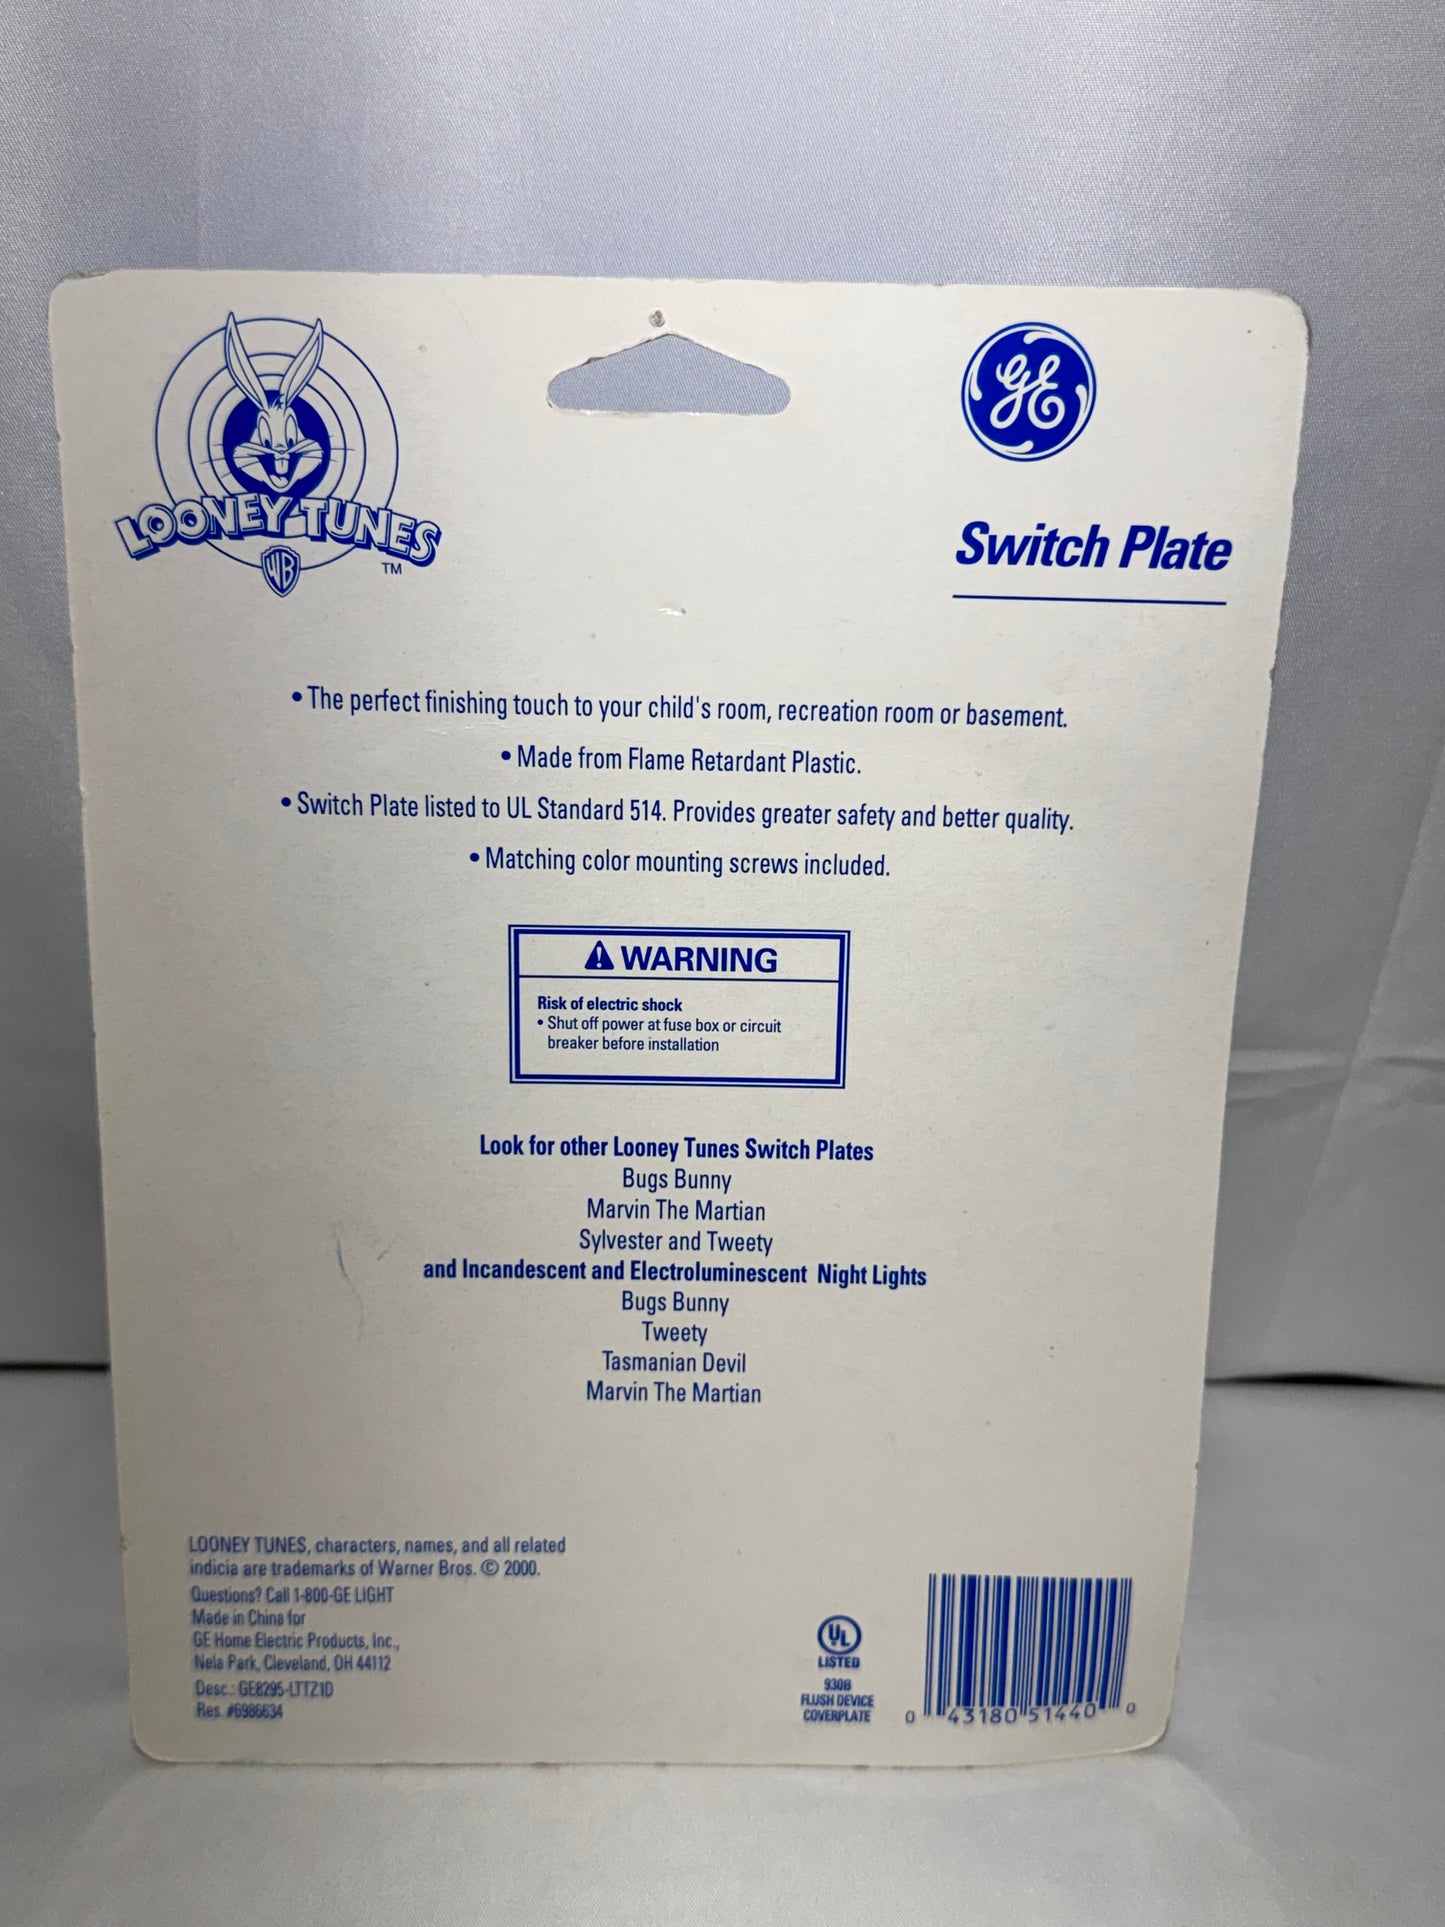 LOONEY TUNES
WB
TM
GE
Switch Plate
• The perfect finishing touch to your child's room, recreation room or basement.
• Made from Flame Retardant Plastic.
• Switch Plate listed to UL Standard 514. Provides greater safety and better quality.
• Matching color mounting screws included.
WARNING
Risk of electric shock
• Shut off power at fuse box or circuit
breaker before installation
Look for other Looney Tunes Switch Plates
Bugs Bunny
Marvin The Martian
Sylvester and Tweety
and Incandescent and Electroluminescent Night Lights
Bugs Bunny
Tweety
Tasmanian Devil
Marvin The Martian
LOONEY TUNES, characters, names, and all related
indicia are trademarks of Warner Bros. © 2000.
Questions? Call 1-800-GE LIGHT
Made in China for
GE Home Electric Products, Inc.,
Nela Park, Cleveland, OH 44112
Desc.: GE8295-LTTZ1D
Res. #6986634
UL
LISTED
930B
FLUSH DEVICE
COVERPLATE
0 43180 51440 0